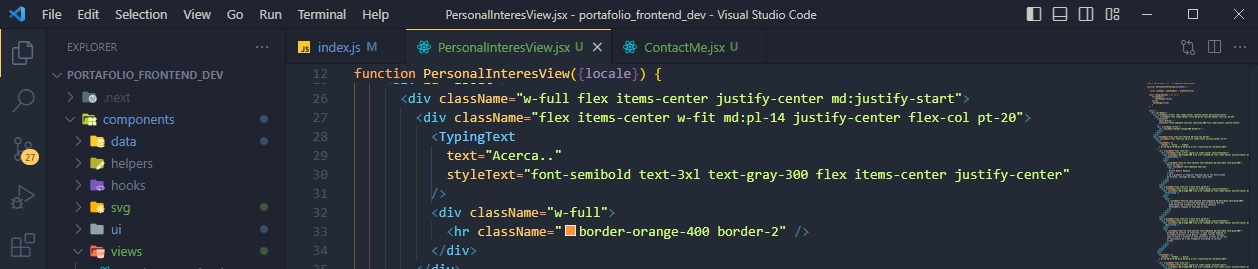 File Edit Selection View Go Run Terminal Help PersonalInteresView.jsx - portafolio_frontend_dev - Visual Studio Code
EXPLORER ··· JS index.js M PersonalInteresView.jsx U ContactMe.jsx U ···
PORTAFOLIO_FRONTEND_DEV
.next
components
data
helpers
hooks
svg
ui
views
27
12 function PersonalInteresView({locale}) {
26 <div className="w-full flex items-center justify-center md:justify-start">
27 <div className="flex items-center w-fit md:pl-14 justify-center flex-col pt-20">
28 <TypingText
29 text="Acerca.."
30 styleText="font-semibold text-3xl text-gray-300 flex items-center justify-center"
31 />
32 <div className="w-full">
33 <hr className="border-orange-400 border-2" />
34 </div>